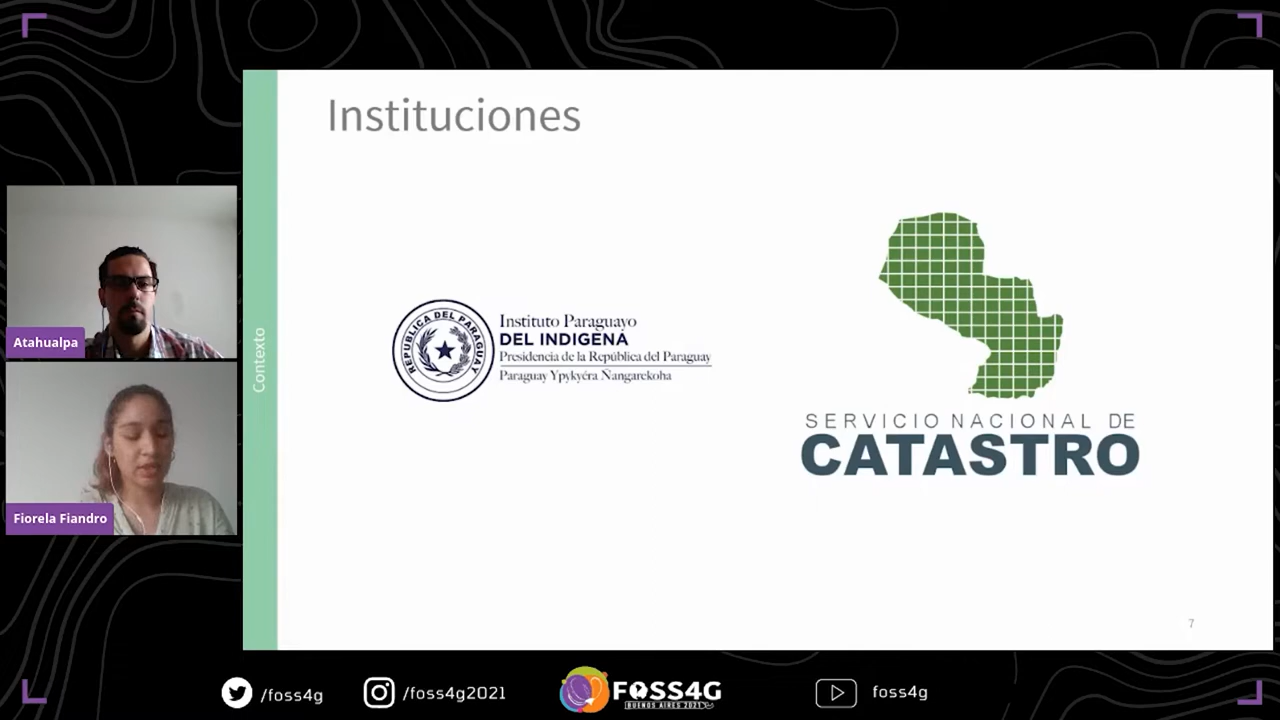 Instituciones
Contexto
Atahualpa
Fiorela Fiandro
REPUBLICA DEL PARAGUAY
Instituto Paraguayo
DEL INDIGENA
Presidencia de la República del Paraguay
Paraguay Ypykyéra Ñangarekoha
SERVICIO NACIONAL DE
CATASTRO
7
/foss4g
/foss4g2021
FOSS4G
BUENOS AIRES 2021
foss4g